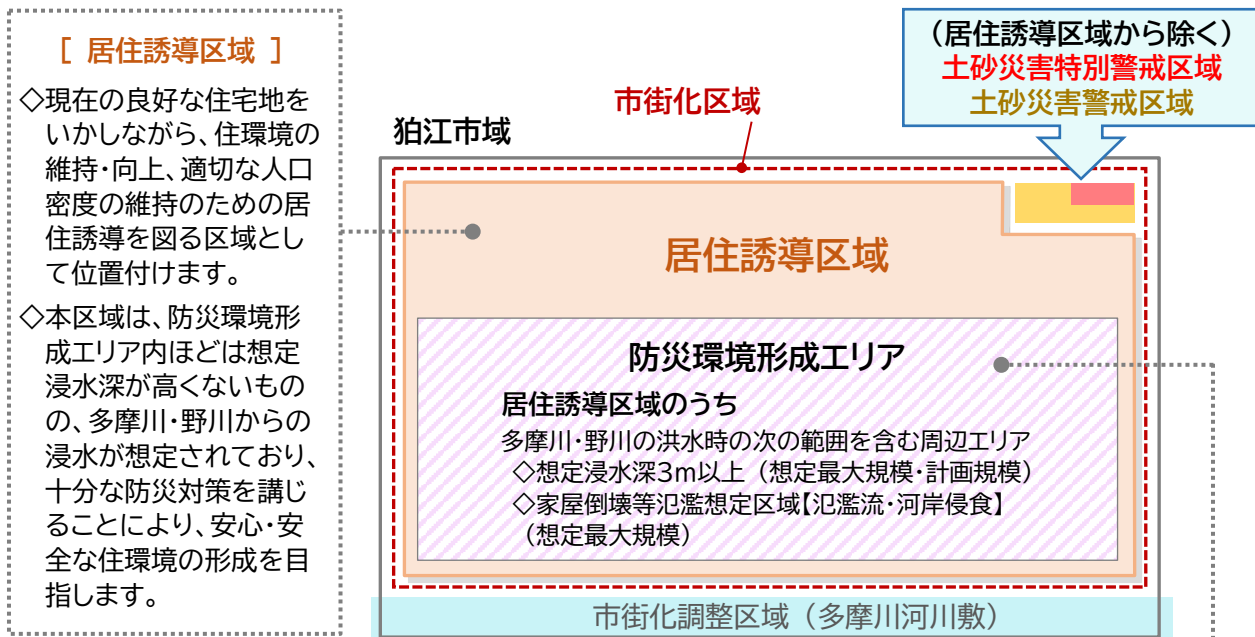 [ 居住誘導区域 ]
◇現在の良好な住宅地を
いかしながら、住環境の
維持・向上、適切な人口
密度の維持のための居
住誘導を図る区域とし
て位置付けます。
◇本区域は、防災環境形
成エリア内ほどは想定
浸水深が高くないもの
の、多摩川・野川からの
浸水が想定されており、
十分な防災対策を講じ
ることにより、安心・安
全な住環境の形成を目
指します。
(居住誘導区域から除く)
土砂災害特別警戒区域
土砂災害警戒区域
市街化区域
狛江市域
居住誘導区域
防災環境形成エリア
居住誘導区域のうち
多摩川・野川の洪水時の次の範囲を含む周辺エリア
◇想定浸水深3m以上（想定最大規模・計画規模）
◇家屋倒壊等氾濫想定区域【氾濫流・河岸侵食】
（想定最大規模）
市街化調整区域（多摩川河川敷）